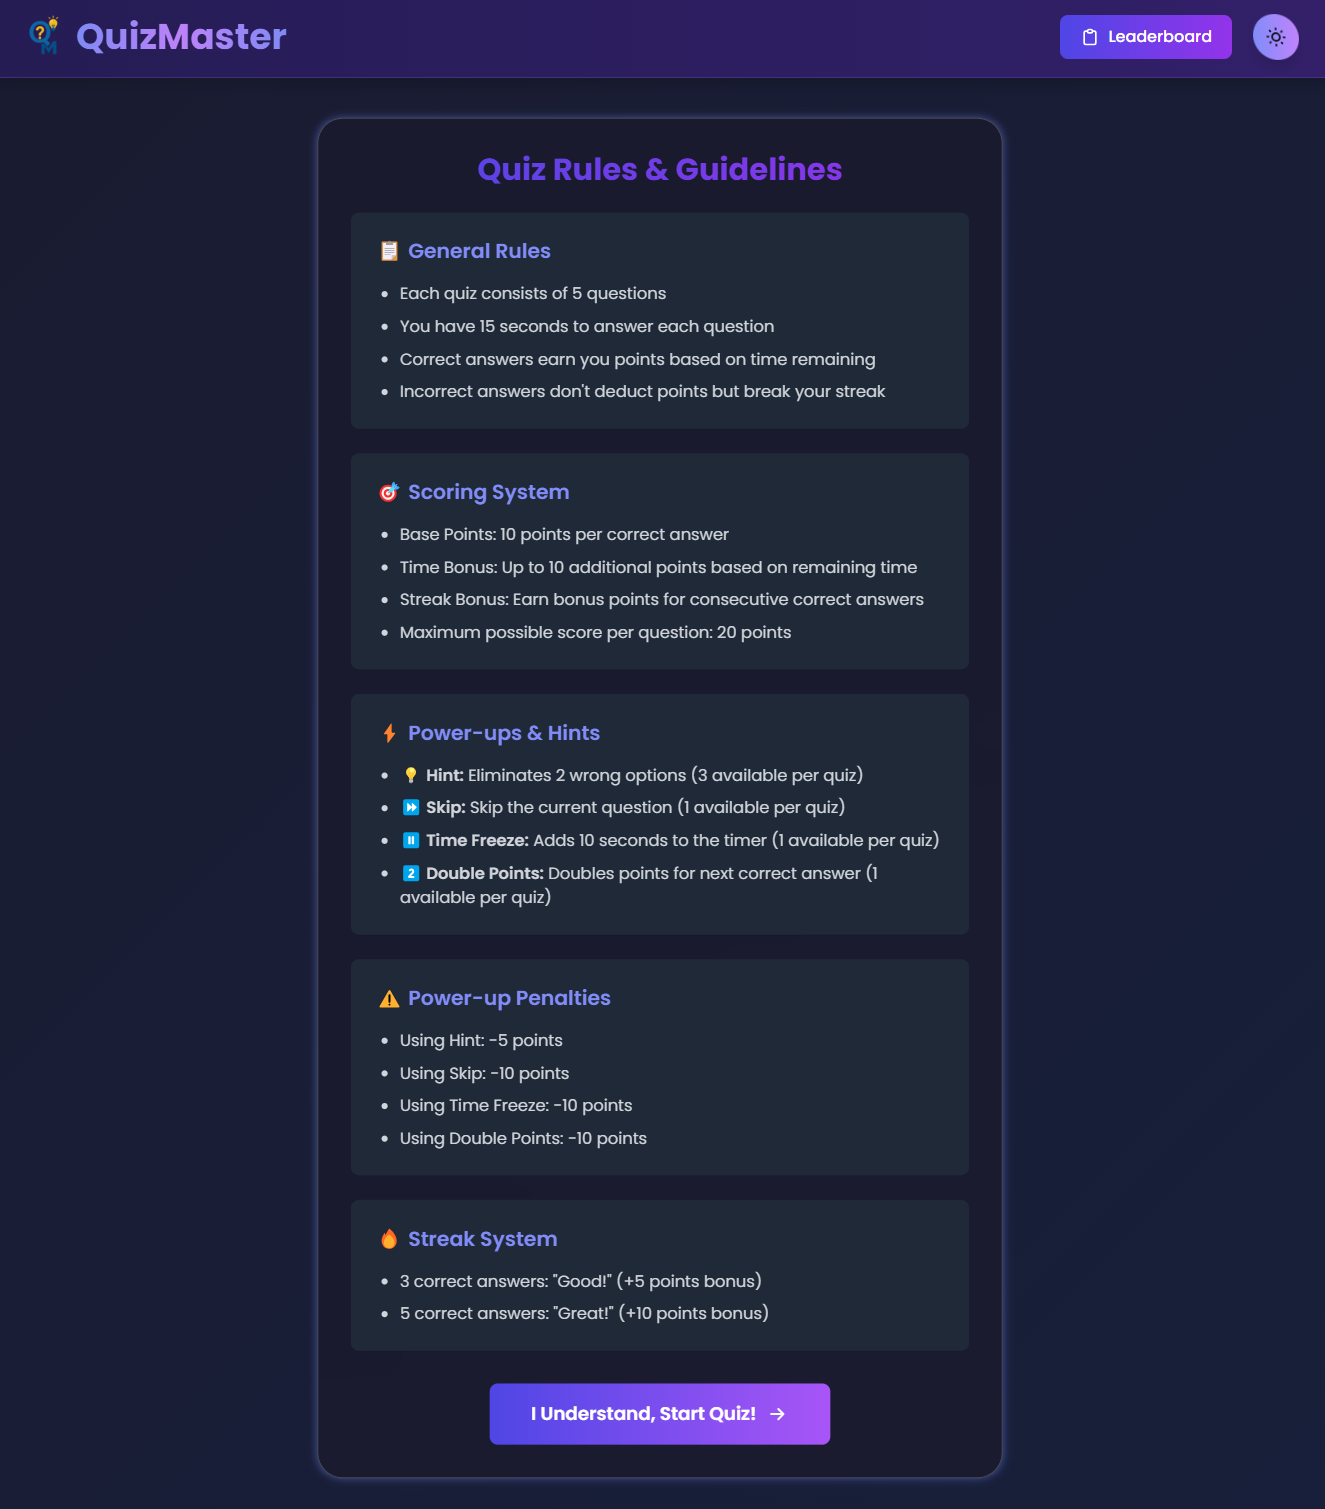 QuizMaster
Leaderboard
Quiz Rules & Guidelines
General Rules
• Each quiz consists of 5 questions
• You have 15 seconds to answer each question
• Correct answers earn you points based on time remaining
• Incorrect answers don't deduct points but break your streak
Scoring System
• Base Points: 10 points per correct answer
• Time Bonus: Up to 10 additional points based on remaining time
• Streak Bonus: Earn bonus points for consecutive correct answers
• Maximum possible score per question: 20 points
Power-ups & Hints
• 💡 Hint: Eliminates 2 wrong options (3 available per quiz)
• ⏩ Skip: Skip the current question (1 available per quiz)
• ⏸️ Time Freeze: Adds 10 seconds to the timer (1 available per quiz)
• 2️⃣ Double Points: Doubles points for next correct answer (1
available per quiz)
Power-up Penalties
• Using Hint: -5 points
• Using Skip: -10 points
• Using Time Freeze: -10 points
• Using Double Points: -10 points
Streak System
• 3 correct answers: "Good!" (+5 points bonus)
• 5 correct answers: "Great!" (+10 points bonus)
I Understand, Start Quiz! →